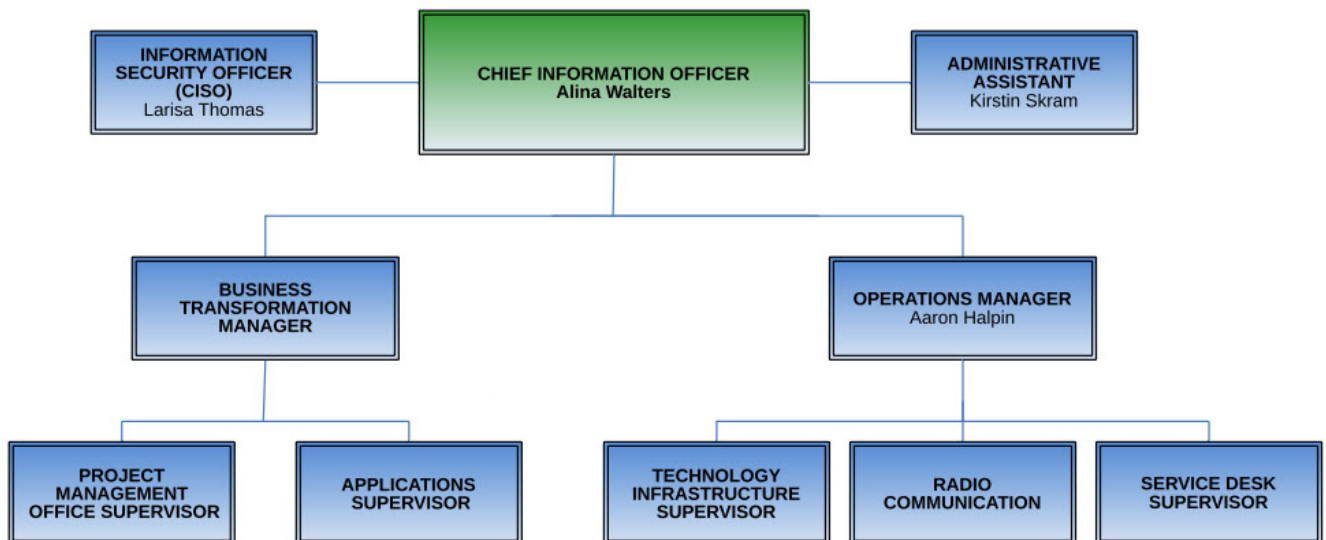 INFORMATION
SECURITY OFFICER
(CISO)
Larisa Thomas
CHIEF INFORMATION OFFICER
Alina Walters
ADMINISTRATIVE
ASSISTANT
Kirstin Skram
BUSINESS
TRANSFORMATION
MANAGER
OPERATIONS MANAGER
Aaron Halpin
PROJECT
MANAGEMENT
OFFICE SUPERVISOR
APPLICATIONS
SUPERVISOR
TECHNOLOGY
INFRASTRUCTURE
SUPERVISOR
RADIO
COMMUNICATION
SERVICE DESK
SUPERVISOR